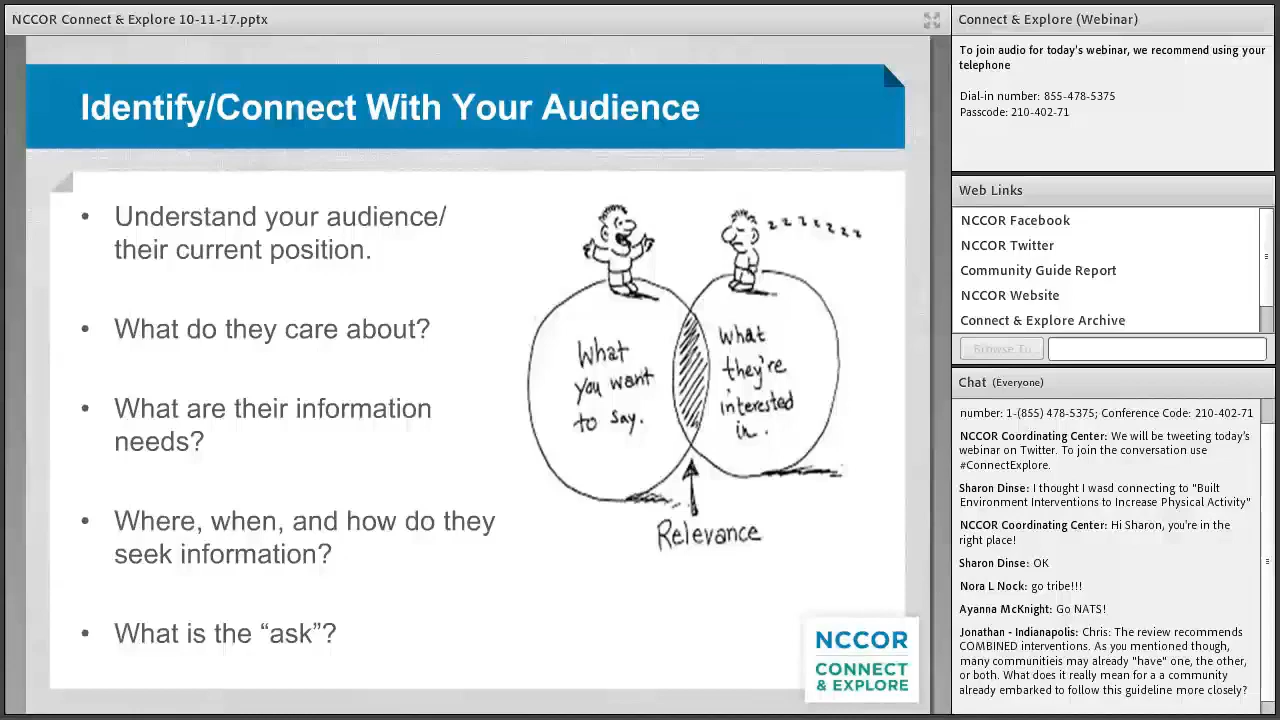 NCCOR Connect & Explore 10-11-17.pptx
Identify/Connect With Your Audience
• Understand your audience/
their current position.
• What do they care about?
• What are their information
needs?
• Where, when, and how do they
seek information?
• What is the “ask”?
z z z z z z z
What
you want
to say.
What
they're
interested
in.
Relevance
NCCOR
CONNECT
& EXPLORE
Connect & Explore (Webinar)
To join audio for today's webinar, we recommend using your
telephone
Dial-in number: 855-478-5375
Passcode: 210-402-71
Web Links
NCCOR Facebook
NCCOR Twitter
Community Guide Report
NCCOR Website
Connect & Explore Archive
Browse To
Chat (Everyone)
number: 1-(855) 478-5375; Conference Code: 210-402-71
NCCOR Coordinating Center: We will be tweeting today's
webinar on Twitter. To join the conversation use
#ConnectExplore.
Sharon Dinse: I thought I wasd connecting to "Built
Environment Interventions to Increase Physical Activity"
NCCOR Coordinating Center: Hi Sharon, you're in the
right place!
Sharon Dinse: OK
Nora L Nock: go tribe!!!
Ayanna McKnight: Go NATS!
Jonathan - Indianapolis: Chris: The review recommends
COMBINED interventions. As you mentioned though,
many communitieis may already "have" one, the other,
or both. What does it really mean for a a community
already embarked to follow this guideline more closely?